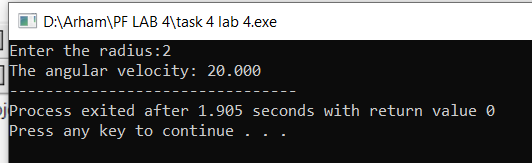 D:\Arham\PF LAB 4\task 4 lab 4.exe
Enter the radius:2
The angular velocity: 20.000
--------------------------------
Process exited after 1.905 seconds with return value 0
Press any key to continue . . .